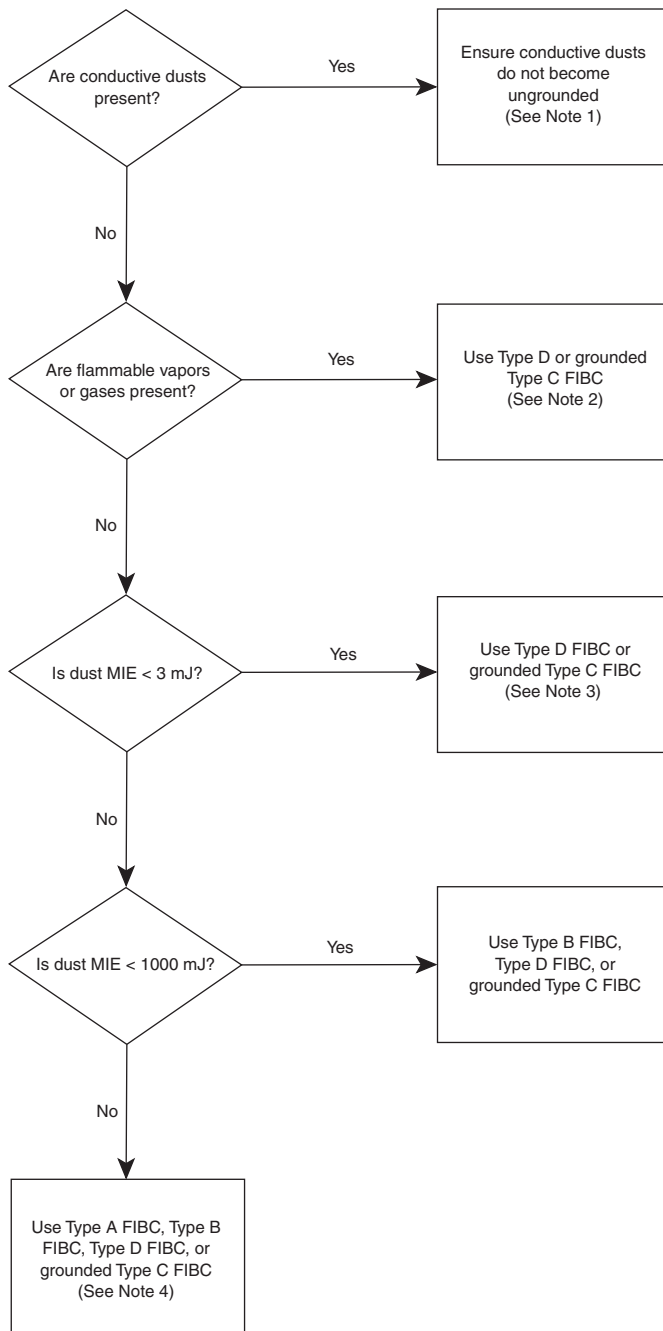 Are conductive dusts
present?
Yes
Ensure conductive dusts
do not become
ungrounded
(See Note 1)
No
Are flammable vapors
or gases present?
Yes
Use Type D or grounded
Type C FIBC
(See Note 2)
No
Is dust MIE < 3 mJ?
Yes
Use Type D FIBC or
grounded Type C FIBC
(See Note 3)
No
Is dust MIE < 1000 mJ?
Yes
Use Type B FIBC,
Type D FIBC, or
grounded Type C FIBC
No
Use Type A FIBC, Type B
FIBC, Type D FIBC, or
grounded Type C FIBC
(See Note 4)